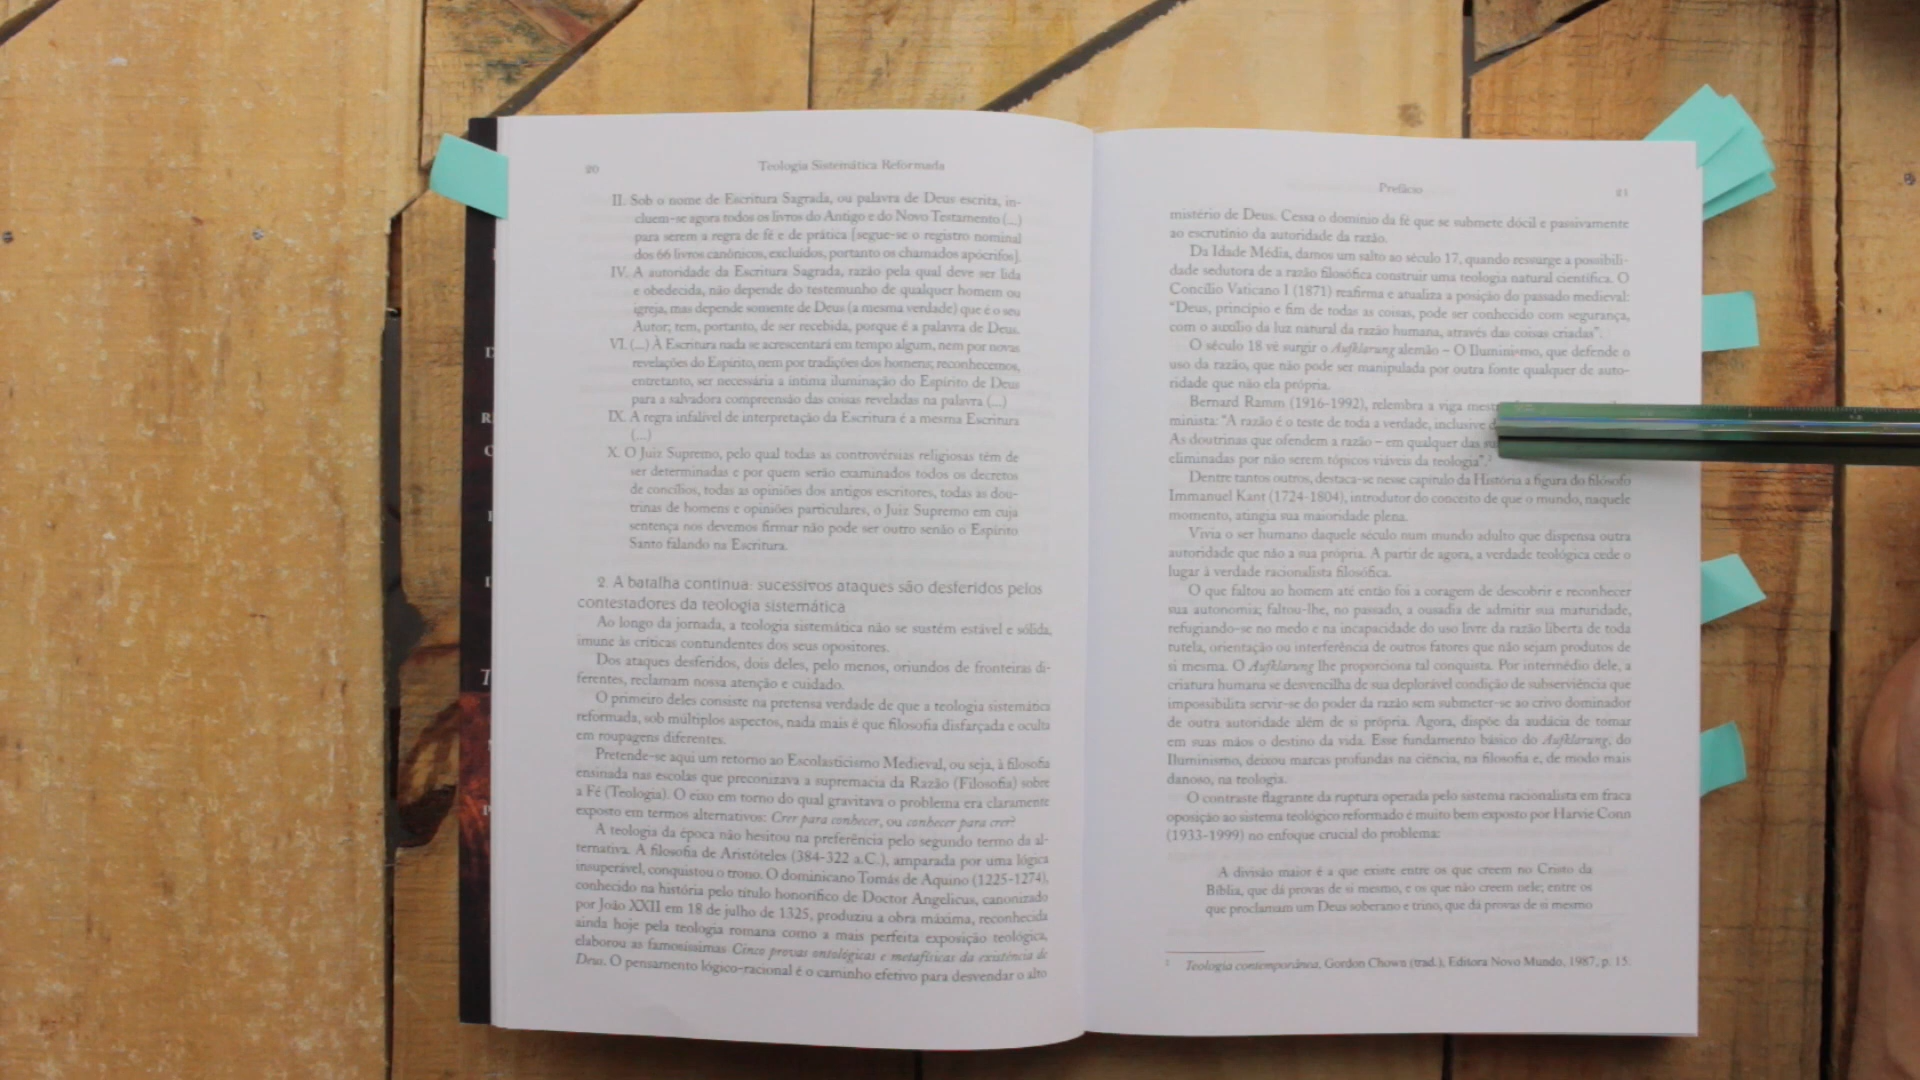 20
Teologia Sistemática Reformada
II. Sob o nome de Escritura Sagrada, ou palavra de Deus escrita, in-
cluem-se agora todos os livros do Antigo e do Novo Testamento (...)
para serem a regra de fé e de prática [segue-se o registro nominal
dos 66 livros canônicos, excluídos, portanto os chamados apócrifos].
IV. A autoridade da Escritura Sagrada, razão pela qual deve ser lida
e obedecida, não depende do testemunho de qualquer homem ou
igreja, mas depende somente de Deus (a mesma verdade) que é o seu
Autor; tem, portanto, de ser recebida, porque é a palavra de Deus.
VI. (...) À Escritura nada se acrescentará em tempo algum, nem por novas
revelações do Espírito, nem por tradições dos homens; reconhecemos,
entretanto, ser necessária a íntima iluminação do Espírito de Deus
para a salvadora compreensão das coisas reveladas na palavra (...)
IX. A regra infalível de interpretação da Escritura é a mesma Escritura
(...)
X. O Juiz Supremo, pelo qual todas as controvérsias religiosas têm de
ser determinadas e por quem serão examinados todos os decretos
de concílios, todas as opiniões dos antigos escritores, todas as dou-
trinas de homens e opiniões particulares, o Juiz Supremo em cuja
sentença nos devemos firmar não pode ser outro senão o Espírito
Santo falando na Escritura.
2. A batalha continua: sucessivos ataques são desferidos pelos
contestadores da teologia sistemática
Ao longo da jornada, a teologia sistemática não se sustém estável e sólida,
imune às críticas contundentes dos seus opositores.
Dos ataques desferidos, dois deles, pelo menos, oriundos de fronteiras di-
ferentes, reclamam nossa atenção e cuidado.
O primeiro deles consiste na pretensa verdade de que a teologia sistemática
reformada, sob múltiplos aspectos, nada mais é que filosofia disfarçada e oculta
em roupagens diferentes.
Pretende-se aqui um retorno ao Escolasticismo Medieval, ou seja, à filosofia
ensinada nas escolas que preconizava a supremacia da Razão (Filosofia) sobre
a Fé (Teologia). O eixo em torno do qual gravitava o problema era claramente
exposto em termos alternativos: Crer para conhecer, ou conhecer para crer?
A teologia da época não hesitou na preferência pelo segundo termo da al-
ternativa. A filosofia de Aristóteles (384-322 a.C.), amparada por uma lógica
insuperável, conquistou o trono. O dominicano Tomás de Aquino (1225-1274),
conhecido na história pelo título honorífico de Doctor Angelicus, canonizado
por João XXII em 18 de julho de 1325, produziu a obra máxima, reconhecida
ainda hoje pela teologia romana como a mais perfeita exposição teológica,
elaborou as famosíssimas Cinco provas ontológicas e metafísicas da existência de
Deus. O pensamento lógico-racional é o caminho efetivo para desvendar o alto
Prefácio
21
mistério de Deus. Cessa o domínio da fé que se submete dócil e passivamente
ao escrutínio da autoridade da razão.
Da Idade Média, damos um salto ao século 17, quando ressurge a possibili-
dade sedutora de a razão filosófica construir uma teologia natural científica. O
Concílio Vaticano I (1871) reafirma e atualiza a posição do passado medieval:
"Deus, princípio e fim de todas as coisas, pode ser conhecido com segurança,
com o auxílio da luz natural da razão humana, através das coisas criadas".
O século 18 vê surgir o Aufklarung alemão – O Iluminismo, que defende o
uso da razão, que não pode ser manipulada por outra fonte qualquer de auto-
ridade que não ela própria.
Bernard Ramm (1916-1992), relembra a viga
minista: "A razão é o teste de toda a verdade, inclusive
As doutrinas que ofendem a razão – em qualquer das
eliminadas por não serem tópicos viáveis da teologia".²
Dentre tantos outros, destaca-se nesse capítulo da História a figura do filósofo
Immanuel Kant (1724-1804), introdutor do conceito de que o mundo, naquele
momento, atingia sua maioridade plena.
Vivia o ser humano daquele século num mundo adulto que dispensa outra
autoridade que não a sua própria. A partir de agora, a verdade teológica cede o
lugar à verdade racionalista filosófica.
O que faltou ao homem até então foi a coragem de descobrir e reconhecer
sua autonomia; faltou-lhe, no passado, a ousadia de admitir sua maturidade,
refugiando-se no medo e na incapacidade do uso livre da razão liberta de toda
tutela, orientação ou interferência de outros fatores que não sejam produtos de
si mesma. O Aufklarung lhe proporciona tal conquista. Por intermédio dele, a
criatura humana se desvencilha de sua deplorável condição de subserviência que
impossibilita servir-se do poder da razão sem submeter-se ao crivo dominador
de outra autoridade além de si própria. Agora, dispõe da audácia de tomar
em suas mãos o destino da vida. Esse fundamento básico do Aufklarung, do
Iluminismo, deixou marcas profundas na ciência, na filosofia e, de modo mais
danoso, na teologia.
O contraste flagrante da ruptura operada pelo sistema racionalista em fraca
oposição ao sistema teológico reformado é muito bem exposto por Harvie Conn
(1933-1999) no enfoque crucial do problema:
A divisão maior é a que existe entre os que creem no Cristo da
Bíblia, que dá provas de si mesmo, e os que não creem nele; entre os
que proclamam um Deus soberano e trino, que dá provas de si mesmo
Teologia contemporânea, Gordon Chown (trad.), Editora Novo Mundo, 1987, p. 15.